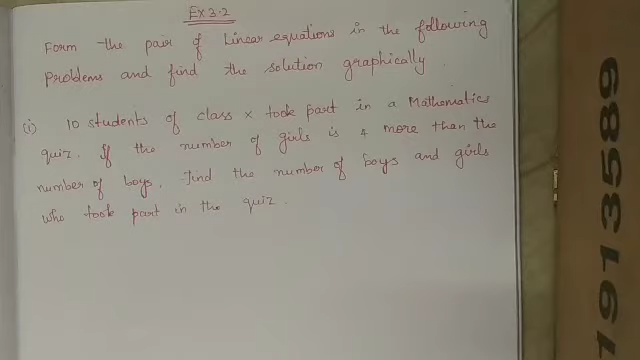 Ex 3.2
Form the pair of Linear equations in the following
Problems and find the solution graphically.
(i) 10 students of class x took part in a Mathematics
quiz. If the number of girls is 4 more than the
number of boys. Find the number of boys and girls
who took part in the quiz.
19113589